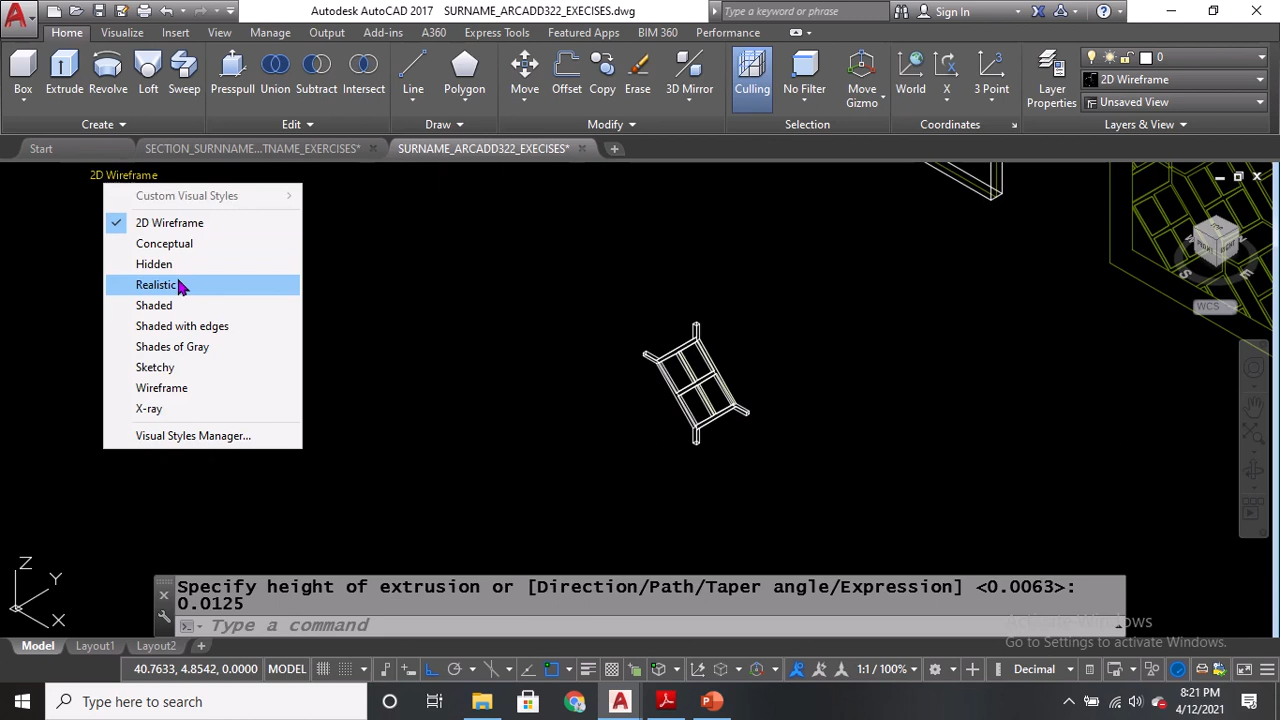 Autodesk AutoCAD 2017 SURNAME_ARCADD322_EXECISES.dwg
Type a keyword or phrase
Sign In
Home Visualize Insert View Manage Output Add-ins A360 Express Tools Featured Apps BIM 360 Performance
Box Extrude Revolve Loft Sweep Presspull Union Subtract Intersect Line Polygon Move Offset Copy Erase 3D Mirror Culling No Filter Move Gizmo World X 3 Point Layer Properties
0
2D Wireframe
Unsaved View
Create Edit Draw Modify Selection Coordinates Layers & View
Start SECTION_SURNNAME...TNAME_EXERCISES* SURNAME_ARCADD322_EXECISES*
2D Wireframe
Custom Visual Styles
2D Wireframe
Conceptual
Hidden
Realistic
Shaded
Shaded with edges
Shades of Gray
Sketchy
Wireframe
X-ray
Visual Styles Manager...
W
S E
WCS
Z
Y
X
Specify height of extrusion or [Direction/Path/Taper angle/Expression] <0.0063>:
0.0125
Type a command
Activate Windows
Go to Settings to activate Windows.
Model Layout1 Layout2
40.7633, 4.8542, 0.0000 MODEL 1:1 / 100% Decimal
Type here to search
8:21 PM
4/12/2021